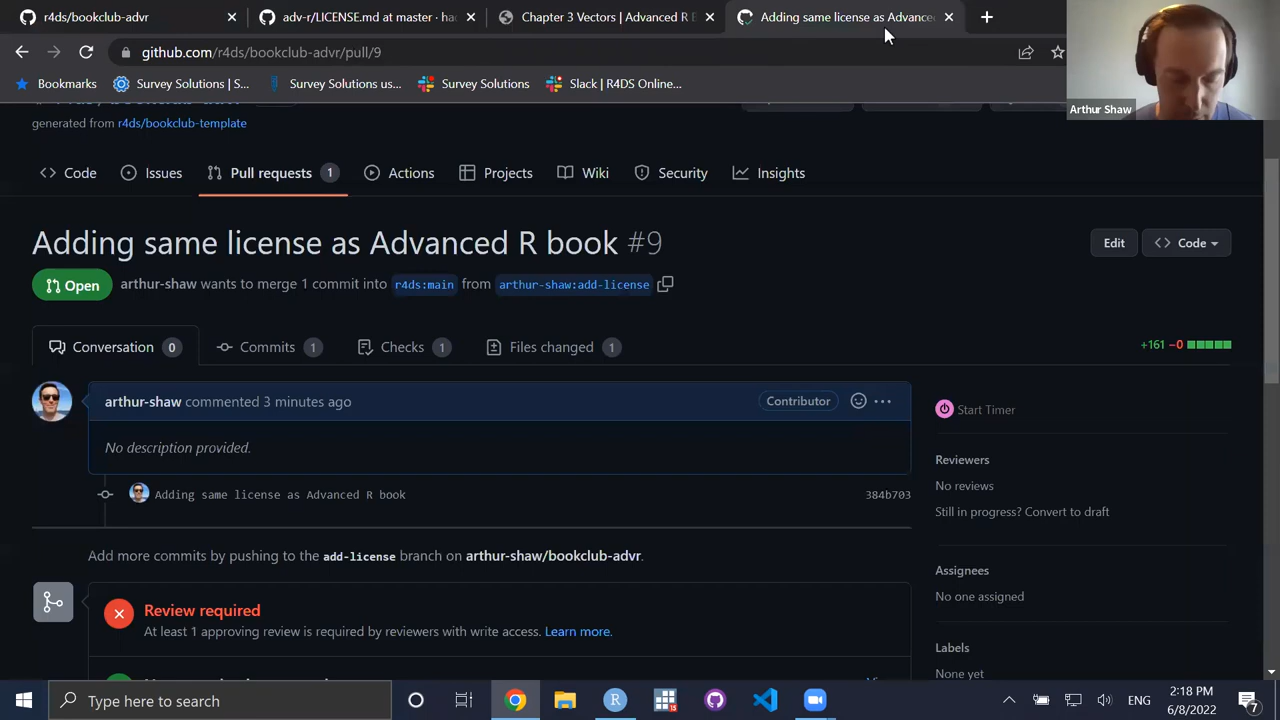 r4ds/bookclub-advr
adv-r/LICENSE.md at master · ha
Chapter 3 Vectors | Advanced R B
Adding same license as Advance
github.com/r4ds/bookclub-advr/pull/9
Bookmarks
Survey Solutions | S...
Survey Solutions us...
Survey Solutions
Slack | R4DS Online...
Arthur Shaw
generated from r4ds/bookclub-template
Code
Issues
Pull requests 1
Actions
Projects
Wiki
Security
Insights
Adding same license as Advanced R book #9
Edit
Code
Open
arthur-shaw wants to merge 1 commit into r4ds:main from arthur-shaw:add-license
Conversation 0
Commits 1
Checks 1
Files changed 1
+161 −0
arthur-shaw commented 3 minutes ago
Contributor
No description provided.
Adding same license as Advanced R book
384b703
Start Timer
Reviewers
No reviews
Still in progress? Convert to draft
Add more commits by pushing to the add-license branch on arthur-shaw/bookclub-advr.
Assignees
No one assigned
Review required
At least 1 approving review is required by reviewers with write access. Learn more.
Labels
None yet
Type here to search
15
ENG
2:18 PM
6/8/2022
7